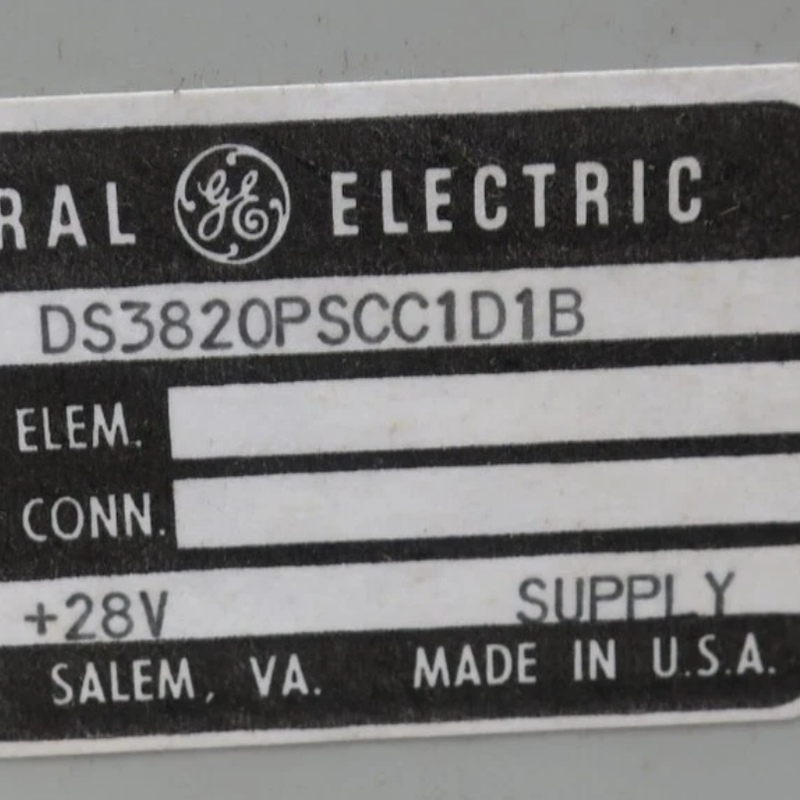 RAL GE ELECTRIC
DS3820PSCC1D1B
ELEM.
CONN.
+28V SUPPLY
SALEM, VA. MADE IN U.S.A.